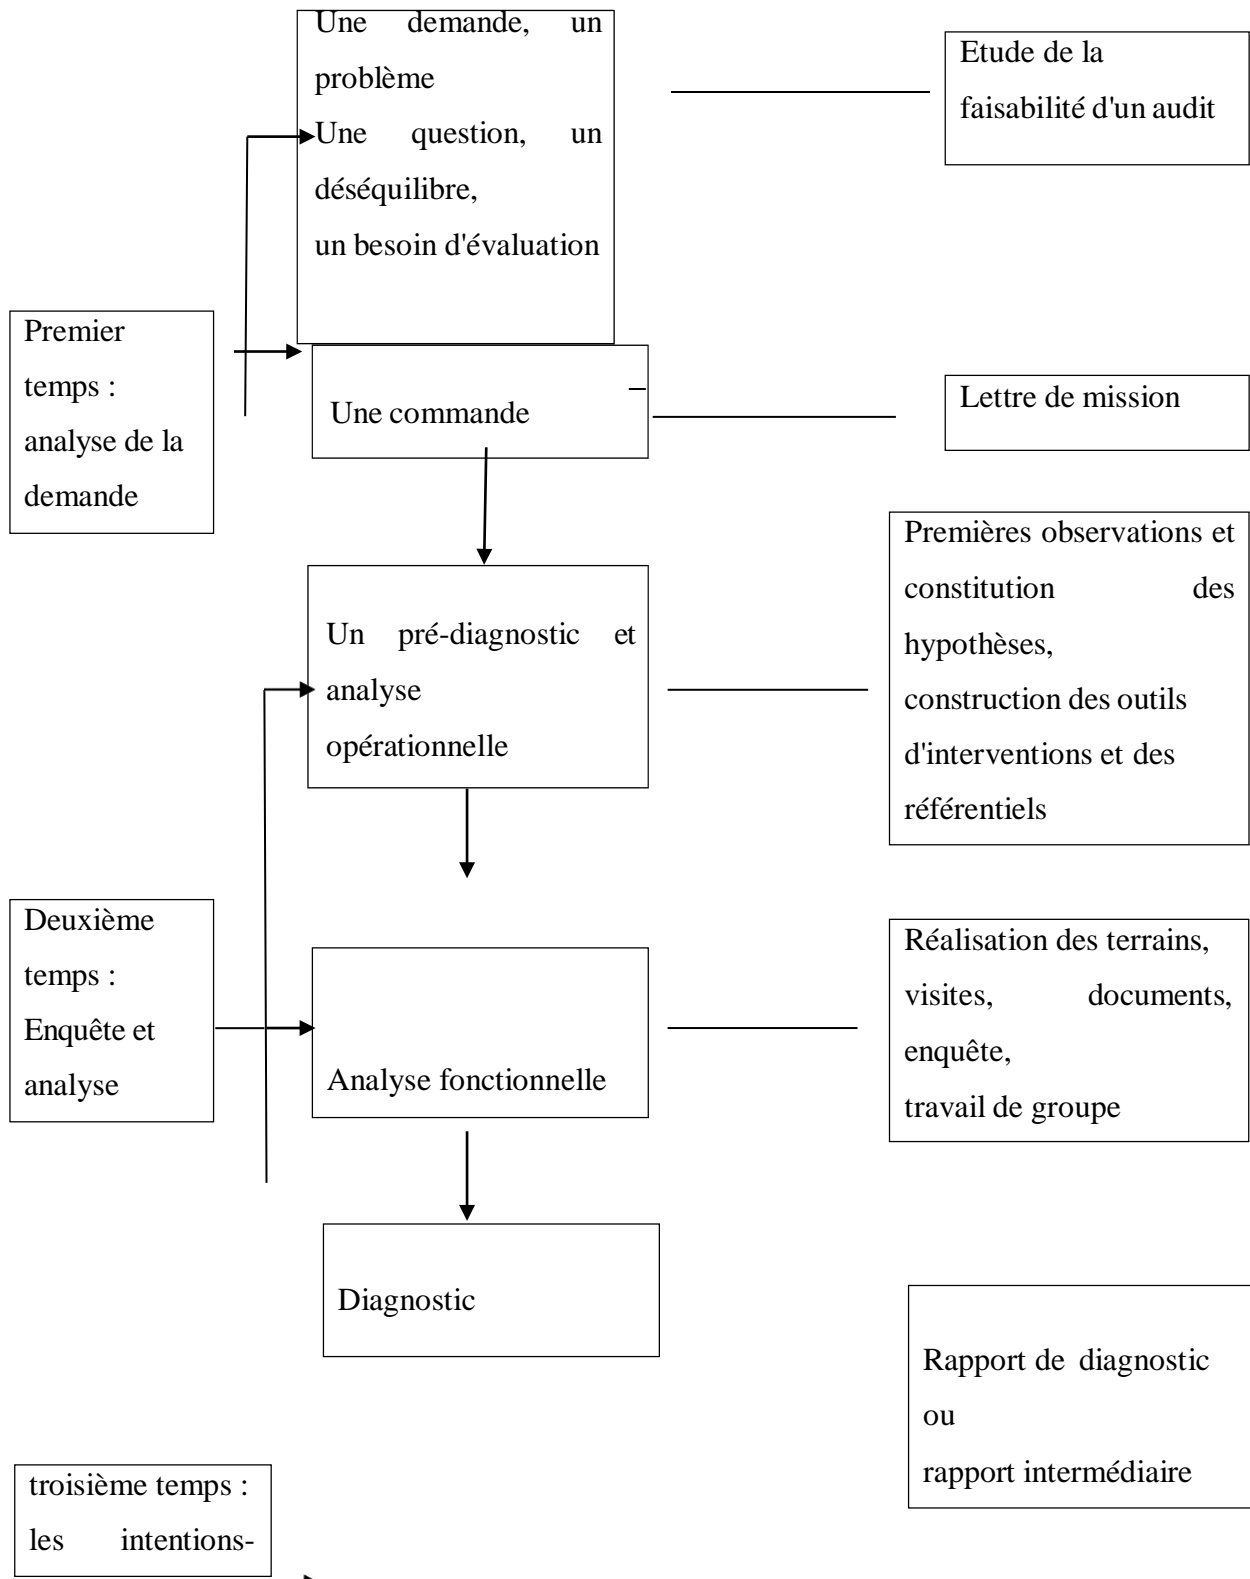 Une demande, un
problème
Une question, un
déséquilibre,
un besoin d'évaluation
Etude de la
faisabilité d'un audit
Premier
temps :
analyse de la
demande
Une commande
Lettre de mission
Un pré-diagnostic et
analyse
opérationnelle
Premières observations et
constitution des
hypothèses,
construction des outils
d'interventions et des
référentiels
Deuxième
temps :
Enquête et
analyse
Analyse fonctionnelle
Réalisation des terrains,
visites, documents,
enquête,
travail de groupe
Diagnostic
Rapport de diagnostic
ou
rapport intermédiaire
troisième temps :
les intentions-